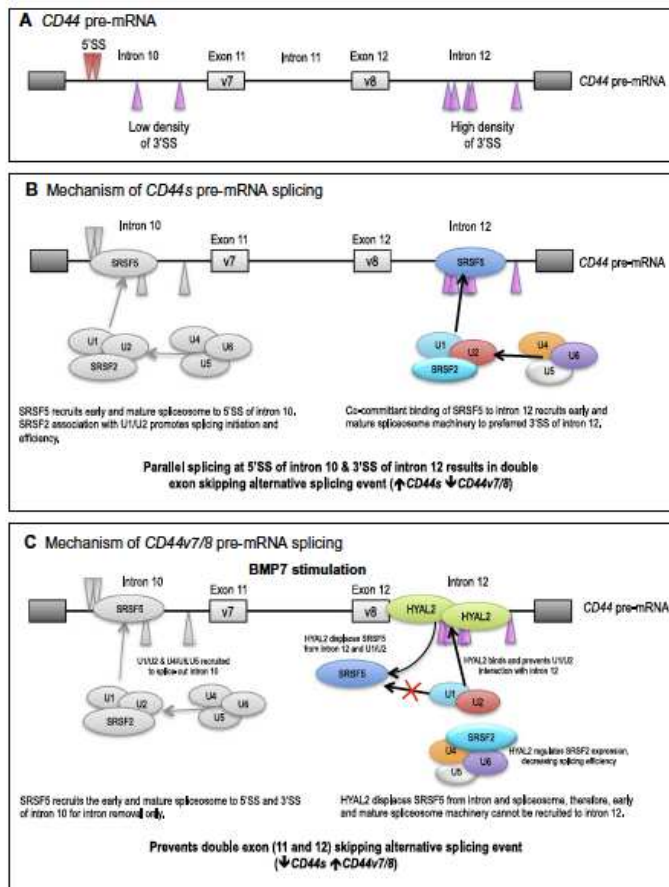 A CD44 pre-mRNA
5'SS
Intron 10
Exon 11
Intron 11
Exon 12
Intron 12
v7
v8
CD44 pre-mRNA
Low density
of 3'SS
High density
of 3'SS
B Mechanism of CD44s pre-mRNA splicing
Intron 10
Exon 11
Exon 12
Intron 12
SRSF5
v7
v8
SRSF5
CD44 pre-mRNA
U1
U2
SRSF2
U4
U6
U5
U1
U2
SRSF2
U4
U6
U5
SRSF5 recruits early and mature spliceosome to 5'SS of intron 10.
SRSF2 association with U1/U2 promotes splicing initiation and
efficiency.
Co-committant binding of SRSF5 to intron 12 recruits early and
mature spliceosome machinery to preferred 3'SS of intron 12.
Parallel splicing at 5'SS of intron 10 & 3'SS of intron 12 results in double
exon skipping alternative splicing event (↑CD44s ↓CD44v7/8)
C Mechanism of CD44v7/8 pre-mRNA splicing
BMP7 stimulation
Intron 10
Exon 11
Exon 12
Intron 12
SRSF5
v7
v8
HYAL2
HYAL2
CD44 pre-mRNA
U1/U2 & U4/U6.U5 recruited
to splice-out intron 10
HYAL2 displaces SRSF5
from intron 12 and U1/U2
HYAL2 binds and prevents U1/U2
interaction with intron 12
SRSF5
U1
U2
SRSF2
U4
U6
U5
U1
U2
SRSF2
U4
U6
U5
HYAL2 regulates SRSF2 expression,
decreasing splicing efficiency
SRSF5 recruits the early and mature spliceosome to 5'SS and 3'SS
of intron 10 for intron removal only.
HYAL2 displaces SRSF5 from intron and spliceosome, therefore, early
and mature spliceosome machinery cannot be recruited to intron 12.
Prevents double exon (11 and 12) skipping alternative splicing event
(↓CD44s ↑CD44v7/8)